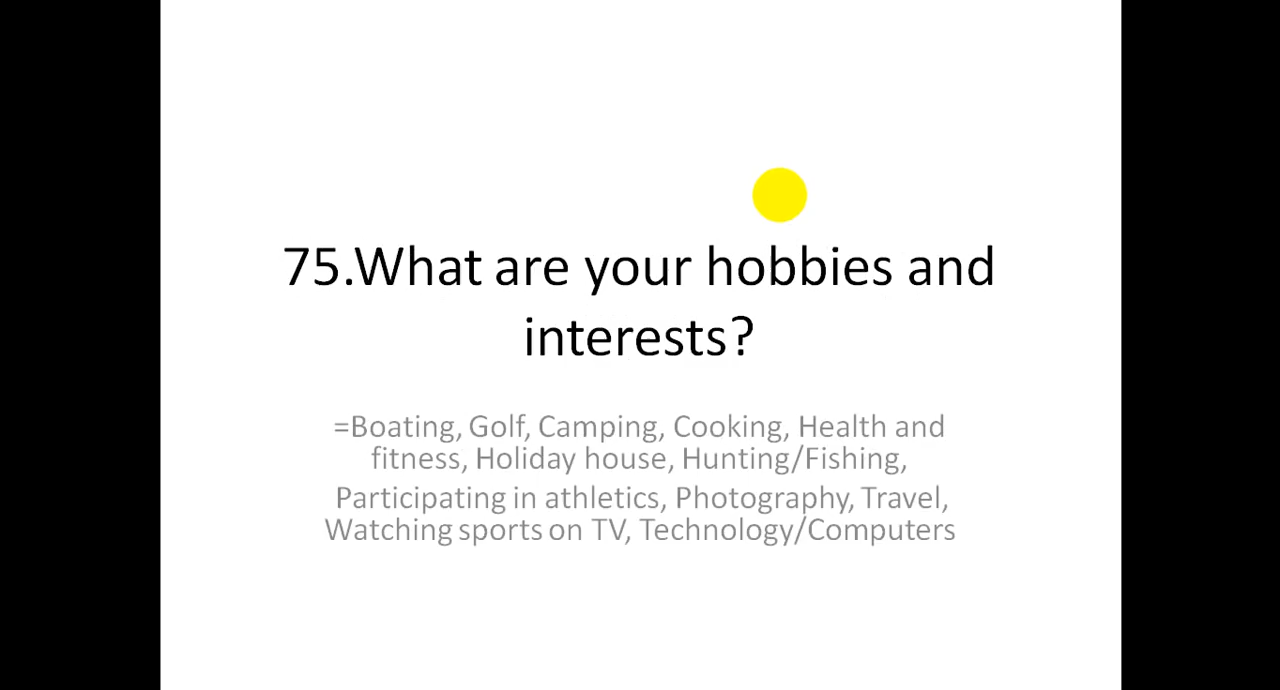 75.What are your hobbies and
interests?
=Boating, Golf, Camping, Cooking, Health and
fitness, Holiday house, Hunting/Fishing,
Participating in athletics, Photography, Travel,
Watching sports on TV, Technology/Computers